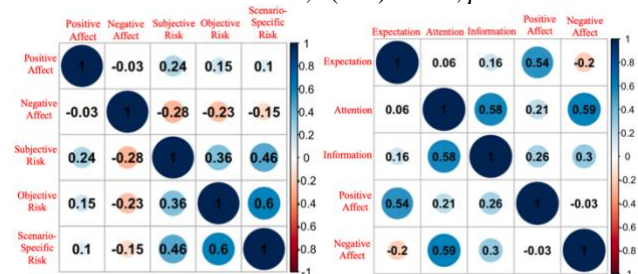 Positive Affect Negative Affect Subjective Risk Objective Risk Scenario-Specific Risk
Positive Affect 1 -0.03 0.24 0.15 0.1
Negative Affect -0.03 1 -0.28 -0.23 -0.15
Subjective Risk 0.24 -0.28 1 0.36 0.46
Objective Risk 0.15 -0.23 0.36 1 0.6
Scenario-Specific Risk 0.1 -0.15 0.46 0.6 1
1
0.8
0.6
0.4
0.2
0
-0.2
-0.4
-0.6
-0.8
-1
Expectation Attention Information Positive Affect Negative Affect
Expectation 1 0.06 0.16 0.54 -0.2
Attention 0.06 1 0.58 0.21 0.59
Information 0.16 0.58 1 0.26 0.3
Positive Affect 0.54 0.21 0.26 1 -0.03
Negative Affect -0.2 0.59 0.3 -0.03 1
1
0.8
0.6
0.4
0.2
0
-0.2
-0.4
-0.6
-0.8